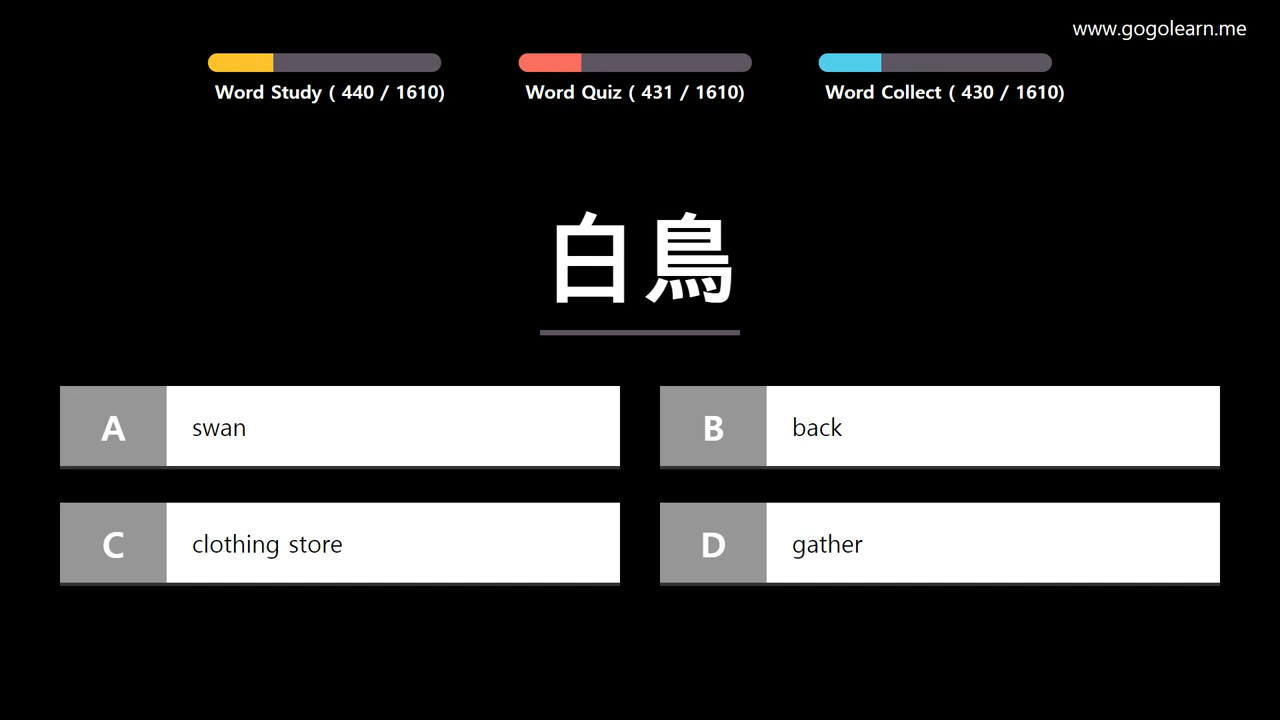 www.gogolearn.me
Word Study ( 440 / 1610)
Word Quiz ( 431 / 1610)
Word Collect ( 430 / 1610)
白鳥
A swan
B back
C clothing store
D gather